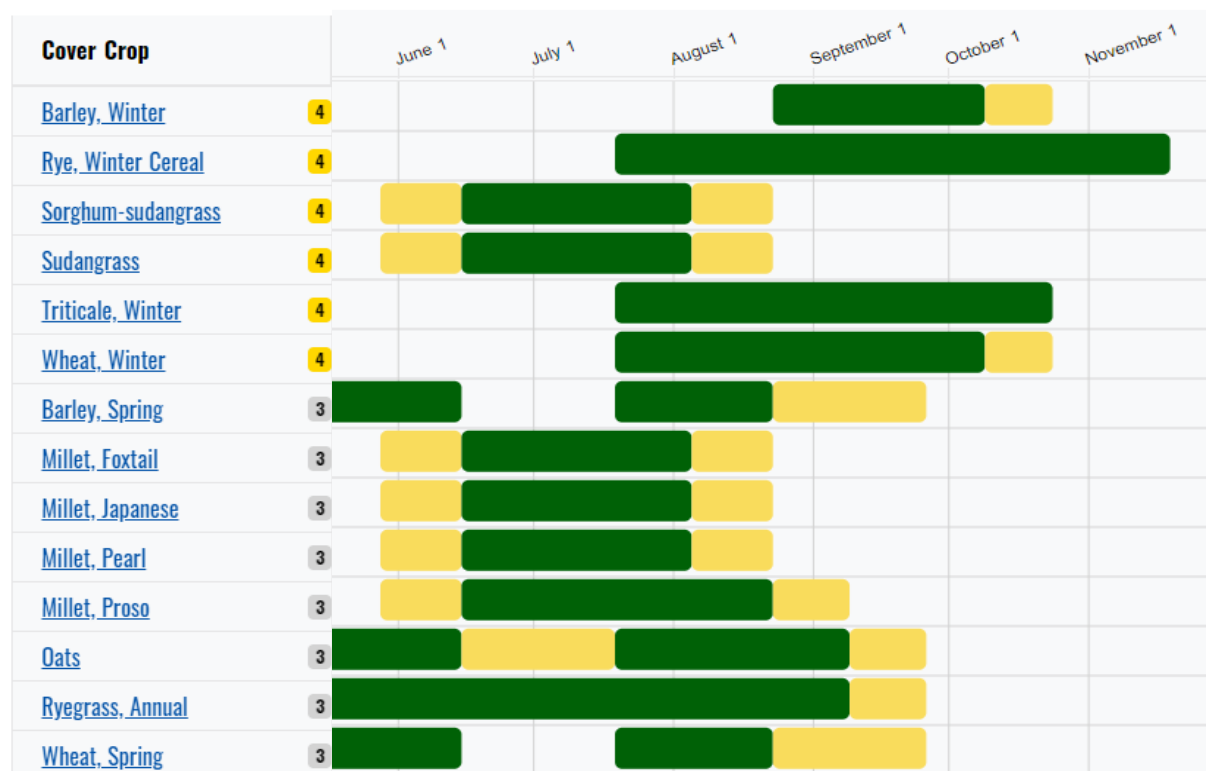 Cover Crop June 1 July 1 August 1 September 1 October 1 November 1
Barley, Winter 4
Rye, Winter Cereal 4
Sorghum-sudangrass 4
Sudangrass 4
Triticale, Winter 4
Wheat, Winter 4
Barley, Spring 3
Millet, Foxtail 3
Millet, Japanese 3
Millet, Pearl 3
Millet, Proso 3
Oats 3
Ryegrass, Annual 3
Wheat, Spring 3